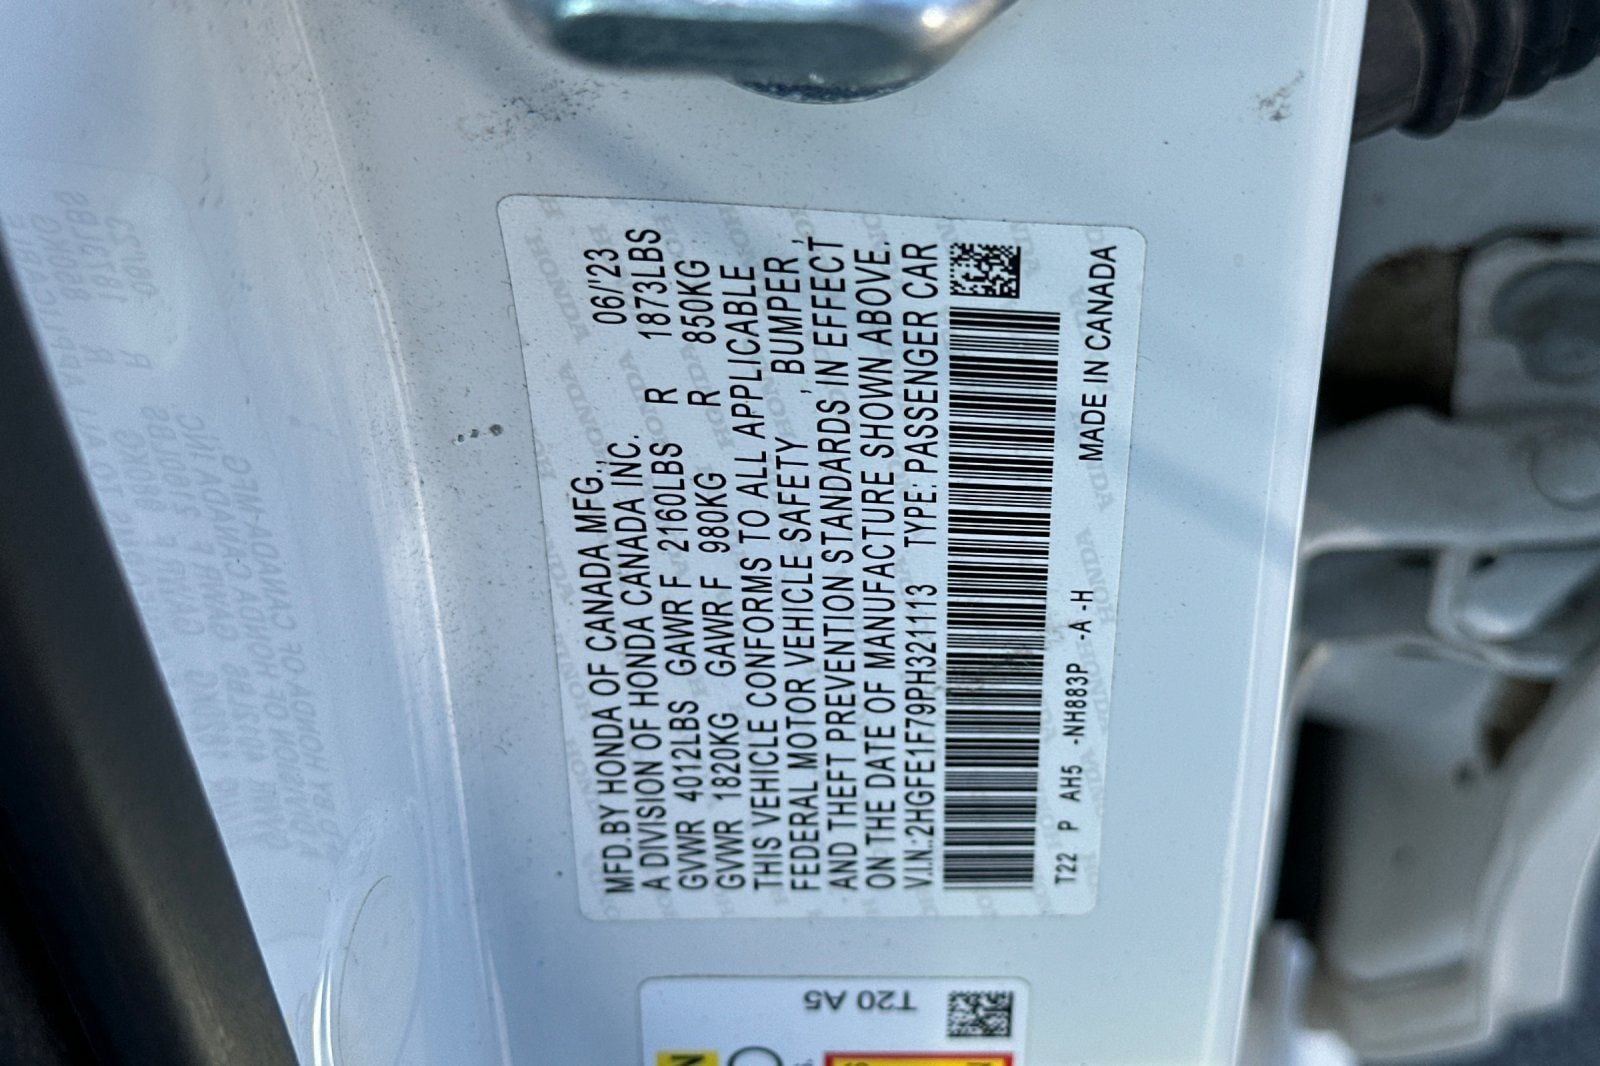 MFD. BY HONDA OF CANADA MFG., 06/'23
A DIVISION OF HONDA CANADA INC.
GVWR 4012LBS GAWR F 2160LBS R 1873LBS
GVWR 1820KG GAWR F 980KG R 850KG
THIS VEHICLE CONFORMS TO ALL APPLICABLE
FEDERAL MOTOR VEHICLE SAFETY , BUMPER ,
AND THEFT PREVENTION STANDARDS IN EFFECT
ON THE DATE OF MANUFACTURE SHOWN ABOVE.
V.I.N.:2HGFE1F79PH321113 TYPE: PASSENGER CAR
T22 P AH5 -NH883P -A -H MADE IN CANADA
T20 A5